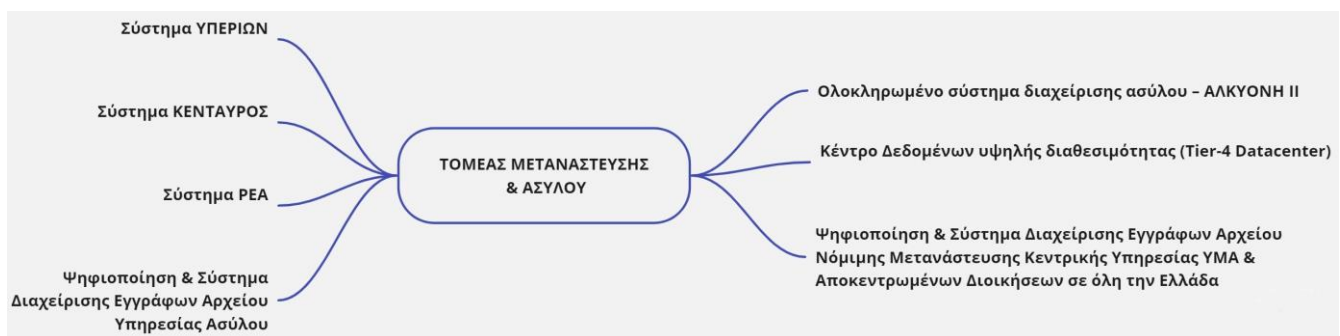 Σύστημα ΥΠΕΡΙΩΝ
Σύστημα ΚΕΝΤΑΥΡΟΣ
Σύστημα ΡΕΑ
Ψηφιοποίηση & Σύστημα
Διαχείρισης Εγγράφων Αρχείου
Υπηρεσίας Ασύλου
ΤΟΜΕΑΣ ΜΕΤΑΝΑΣΤΕΥΣΗΣ
& ΑΣΥΛΟΥ
Ολοκληρωμένο σύστημα διαχείρισης ασύλου – ΑΛΚΥΟΝΗ ΙΙ
Κέντρο Δεδομένων υψηλής διαθεσιμότητας (Tier-4 Datacenter)
Ψηφιοποίηση & Σύστημα Διαχείρισης Εγγράφων Αρχείου
Νόμιμης Μετανάστευσης Κεντρικής Υπηρεσίας ΥΜΑ &
Αποκεντρωμένων Διοικήσεων σε όλη την Ελλάδα